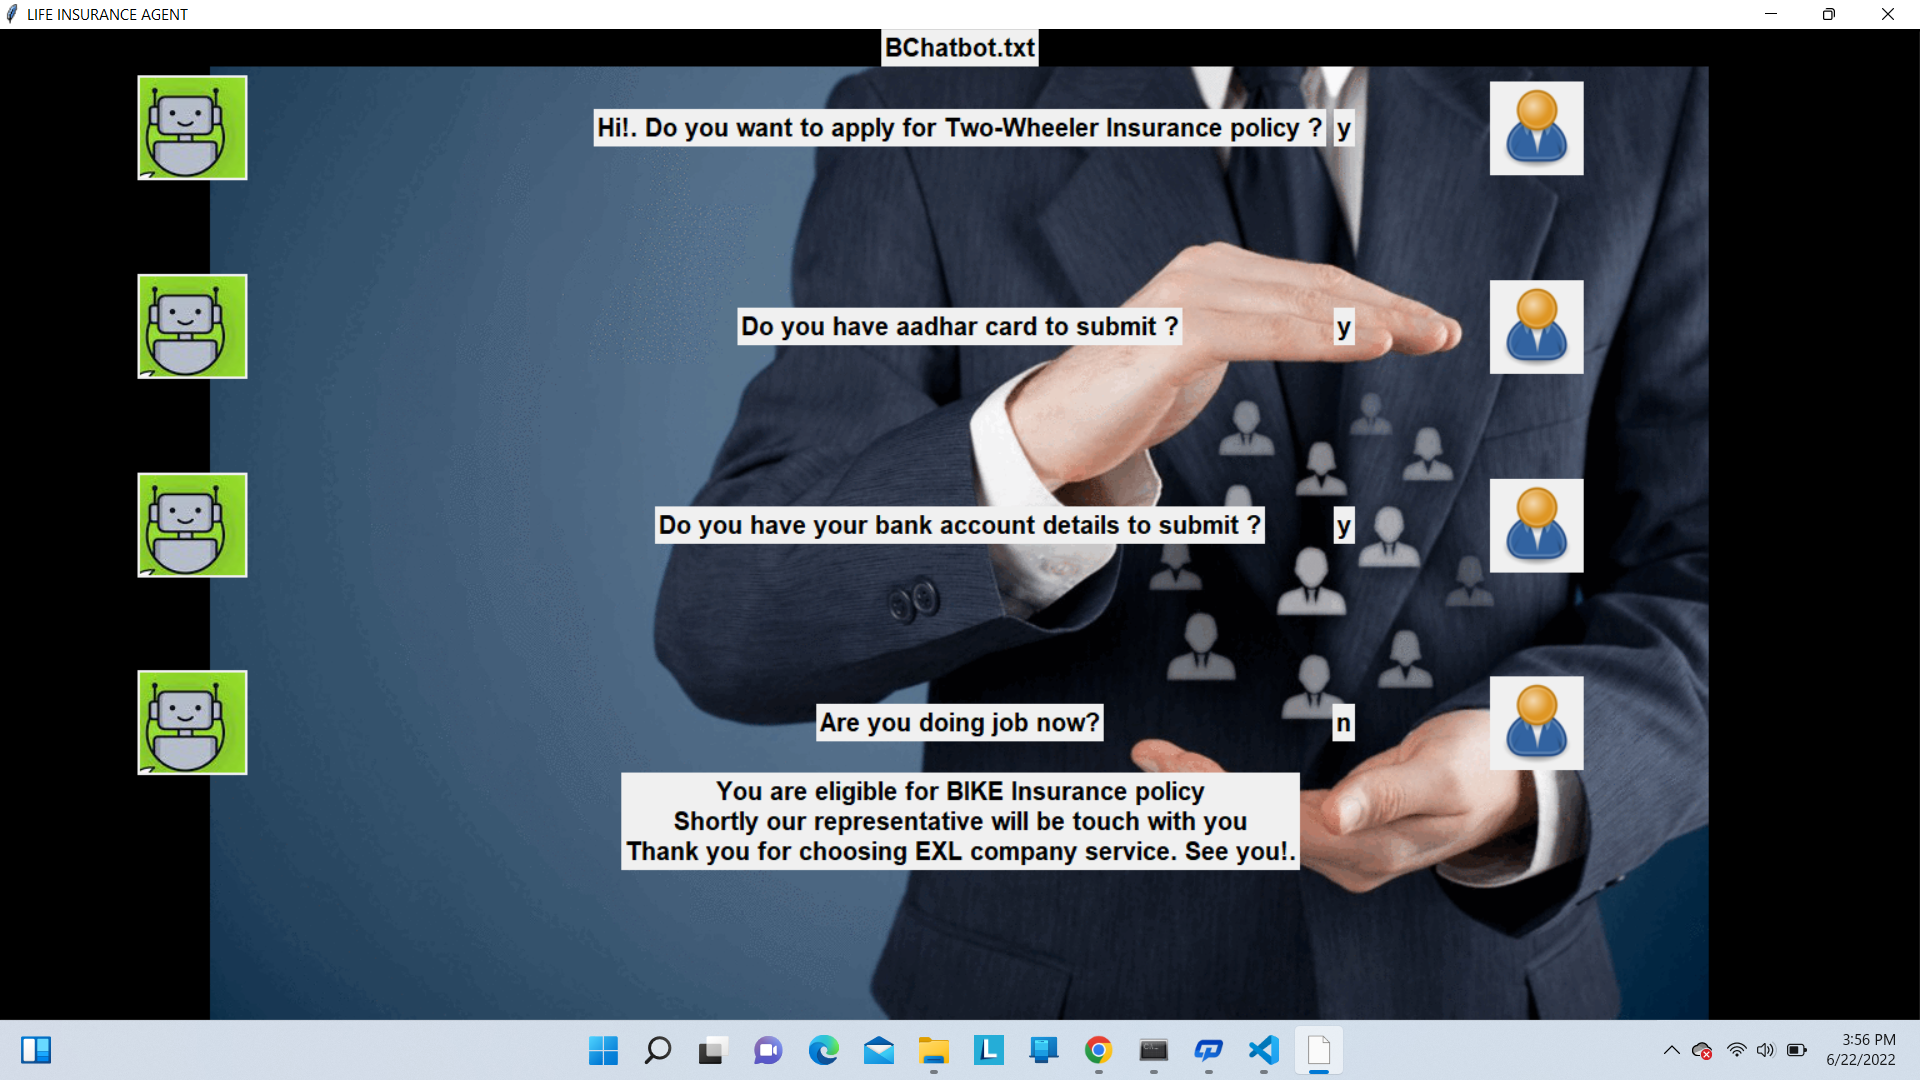 LIFE INSURANCE AGENT
BChatbot.txt
Hi!. Do you want to apply for Two-Wheeler Insurance policy ? y
Do you have aadhar card to submit ? y
Do you have your bank account details to submit ? y
Are you doing job now? n
You are eligible for BIKE Insurance policy
Shortly our representative will be touch with you
Thank you for choosing EXL company service. See you!.
3:56 PM
6/22/2022